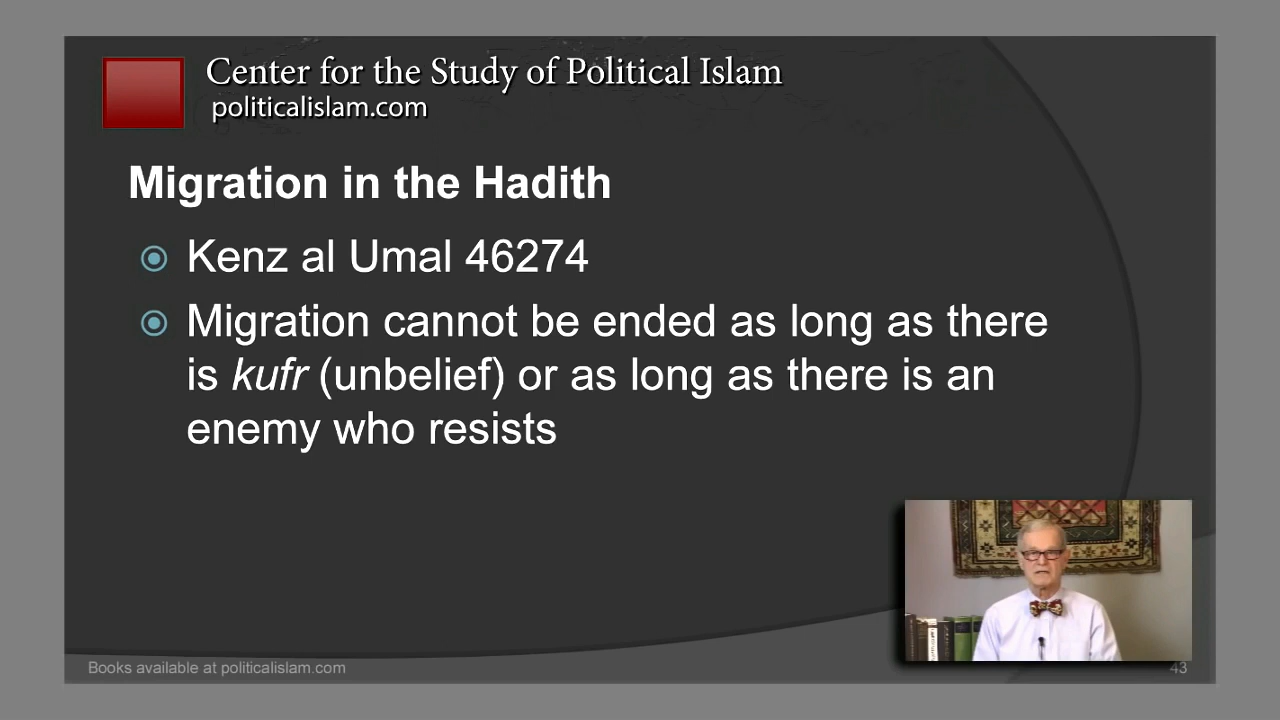 Center for the Study of Political Islam
politicalislam.com
Migration in the Hadith
Kenz al Umal 46274
Migration cannot be ended as long as there
is kufr (unbelief) or as long as there is an
enemy who resists
Books available at politicalislam.com
43